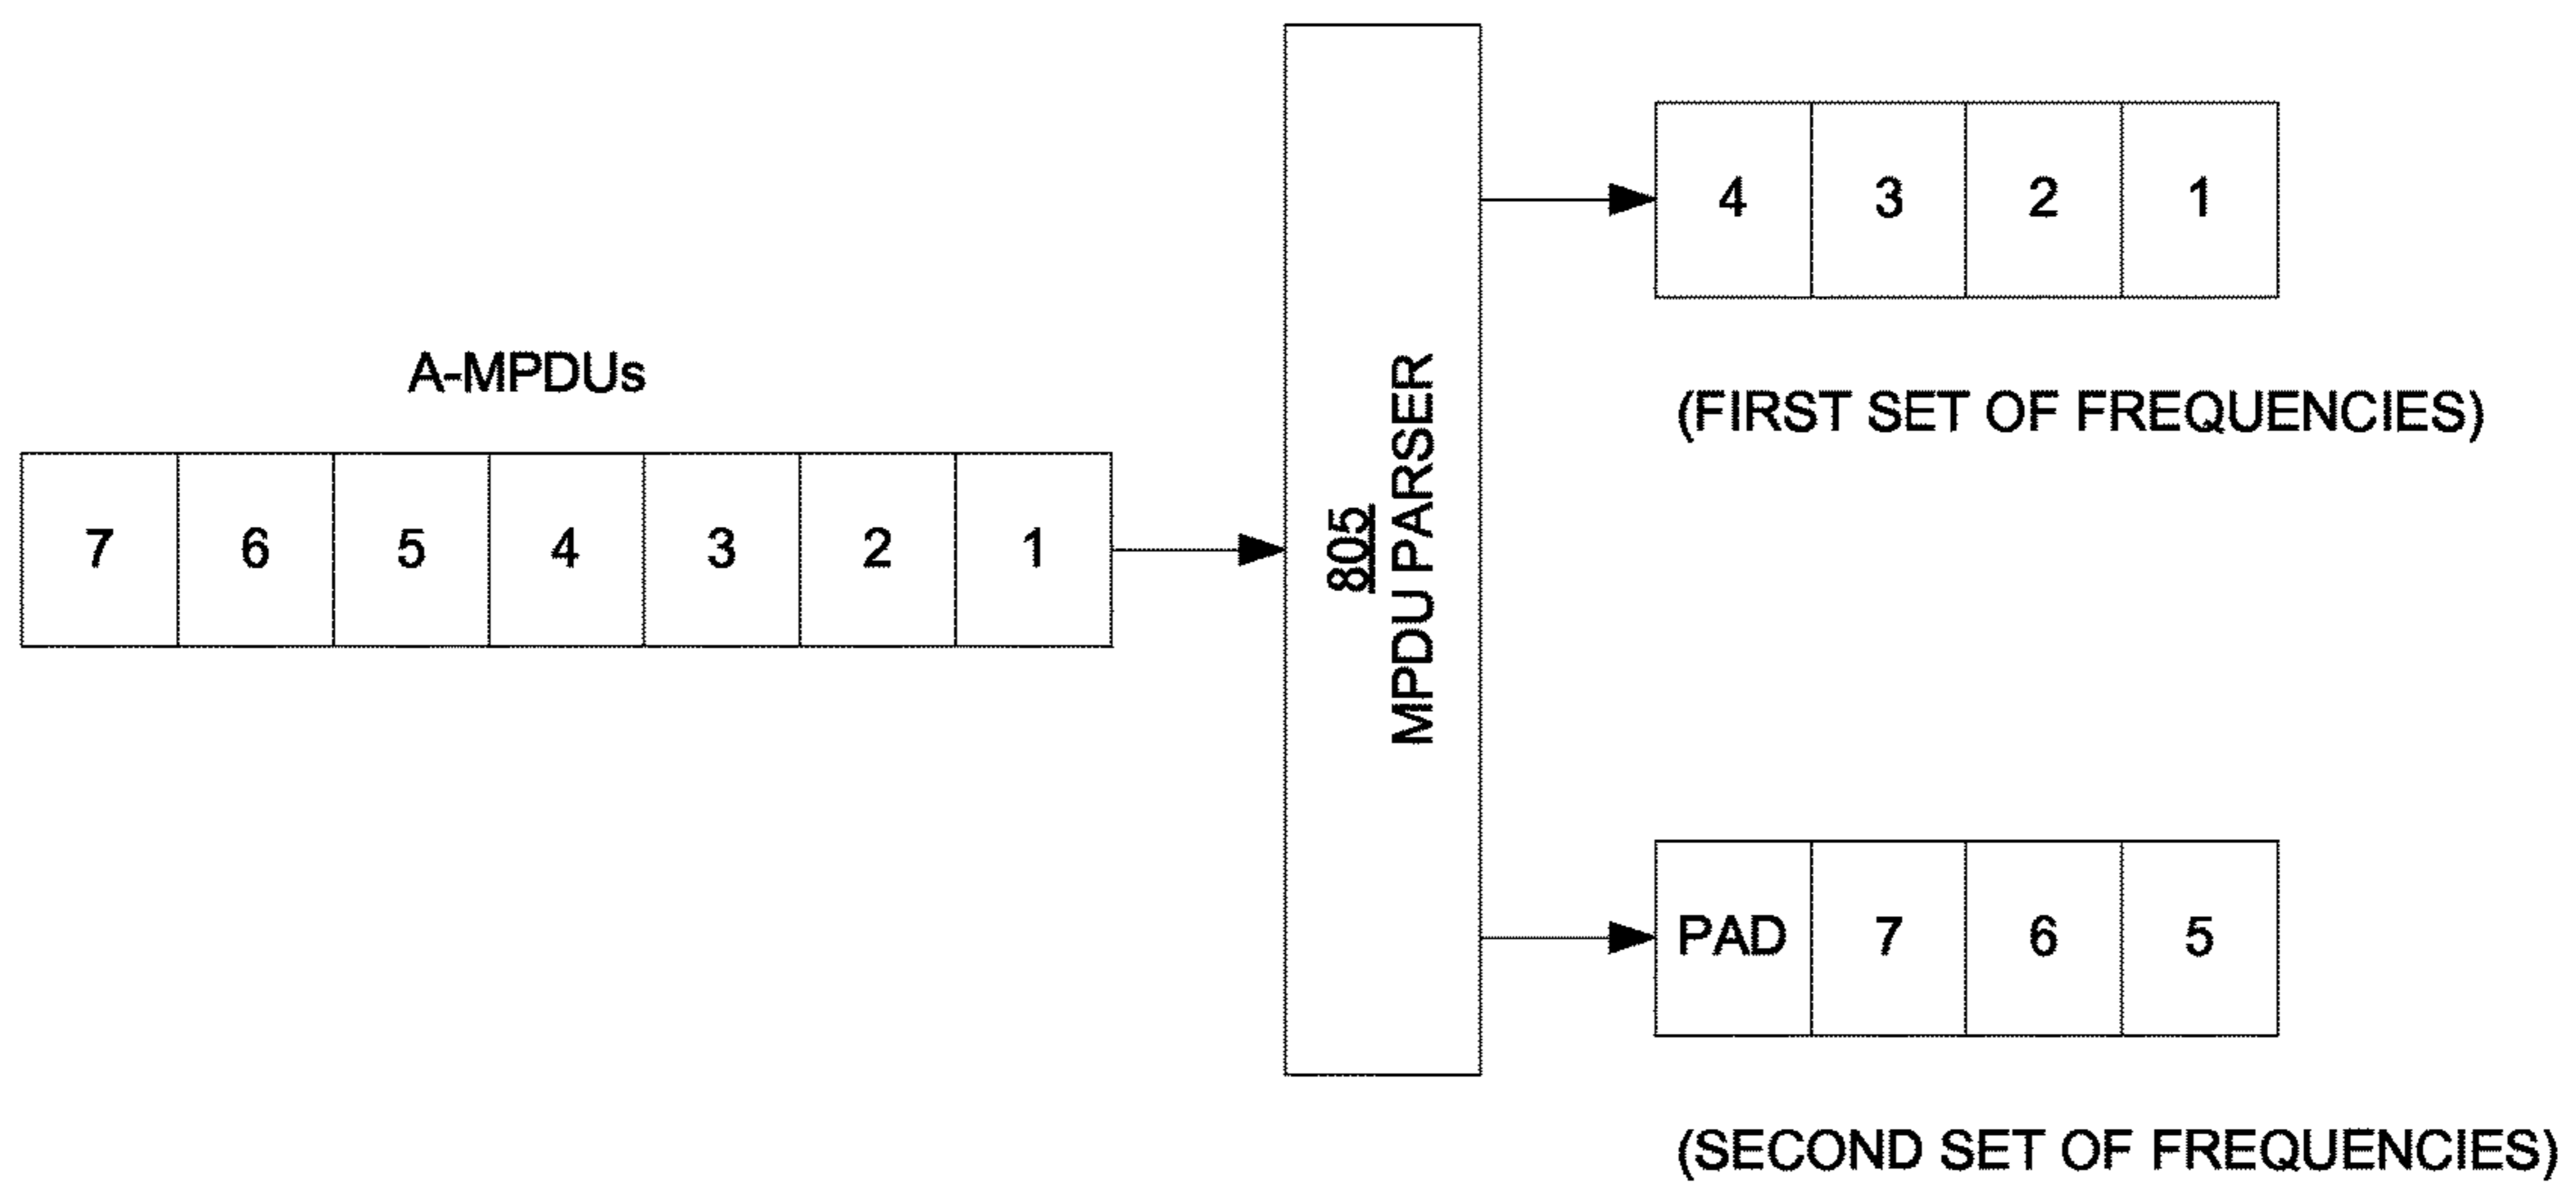 A-MPDUs
7 6 5 4 3 2 1
805
MPDU PARSER
4 3 2 1
(FIRST SET OF FREQUENCIES)
PAD 7 6 5
(SECOND SET OF FREQUENCIES)